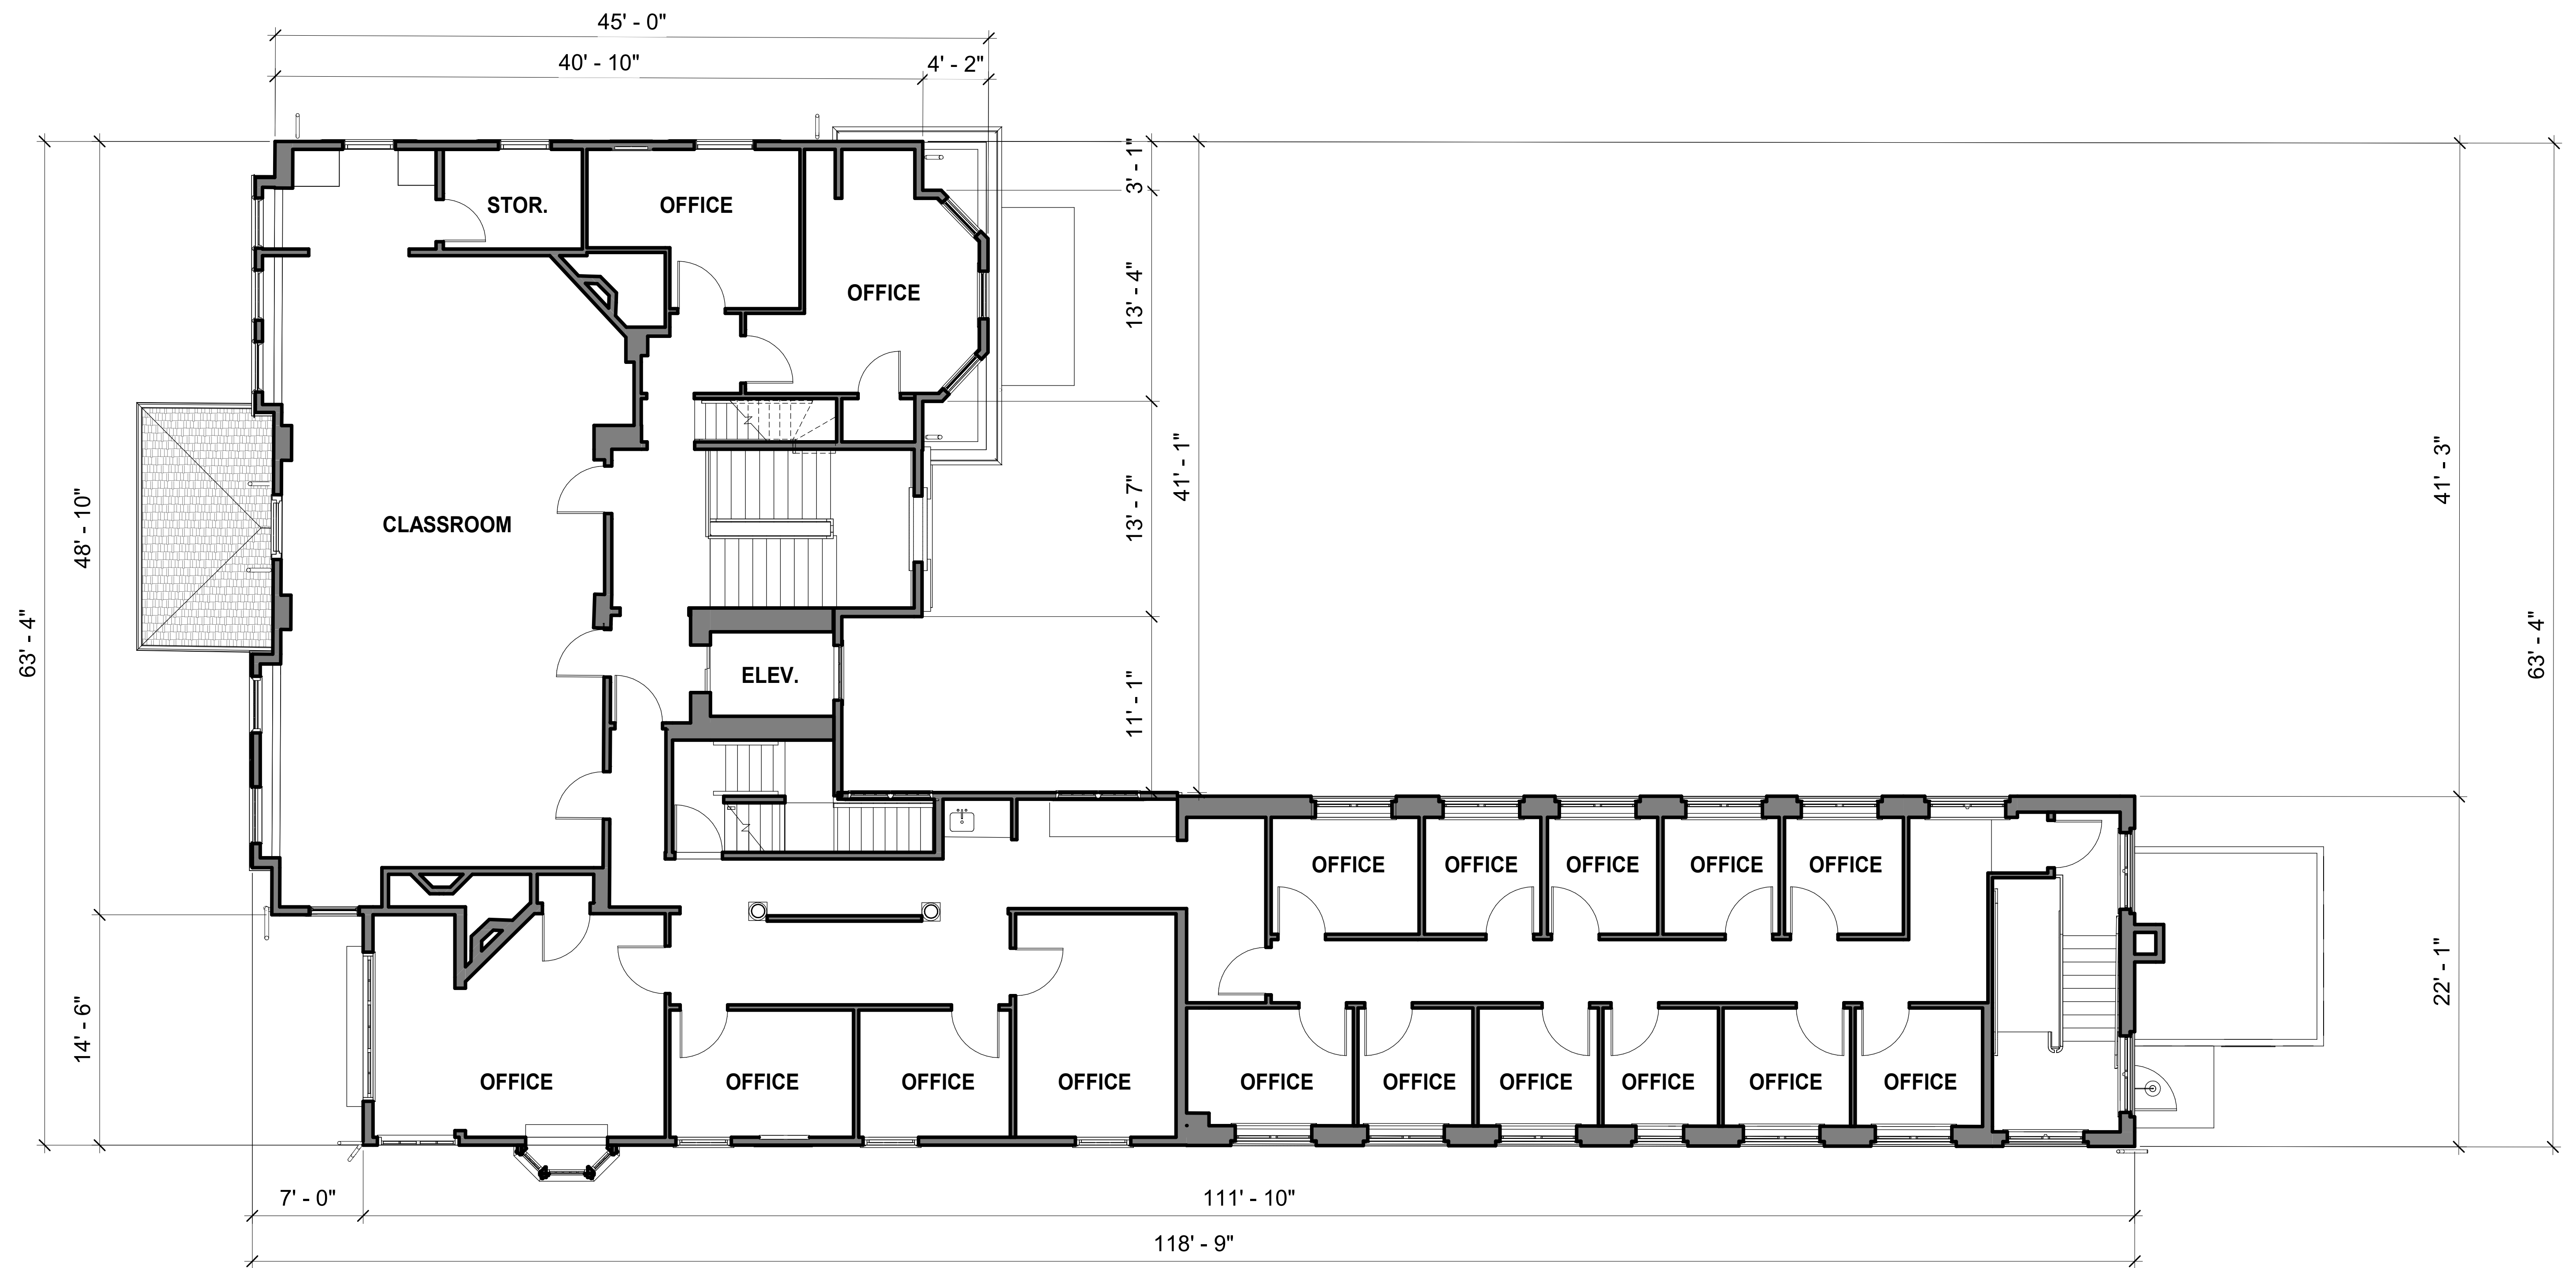 45' - 0"
40' - 10"
4' - 2"
3' - 1"
STOR.
OFFICE
OFFICE
13' - 4"
41' - 1"
41' - 3"
48' - 10"
CLASSROOM
13' - 7"
63' - 4"
63' - 4"
ELEV.
11' - 1"
OFFICE
OFFICE
OFFICE
OFFICE
OFFICE
22' - 1"
14' - 6"
OFFICE
OFFICE
OFFICE
OFFICE
OFFICE
OFFICE
OFFICE
OFFICE
OFFICE
OFFICE
7' - 0"
111' - 10"
118' - 9"